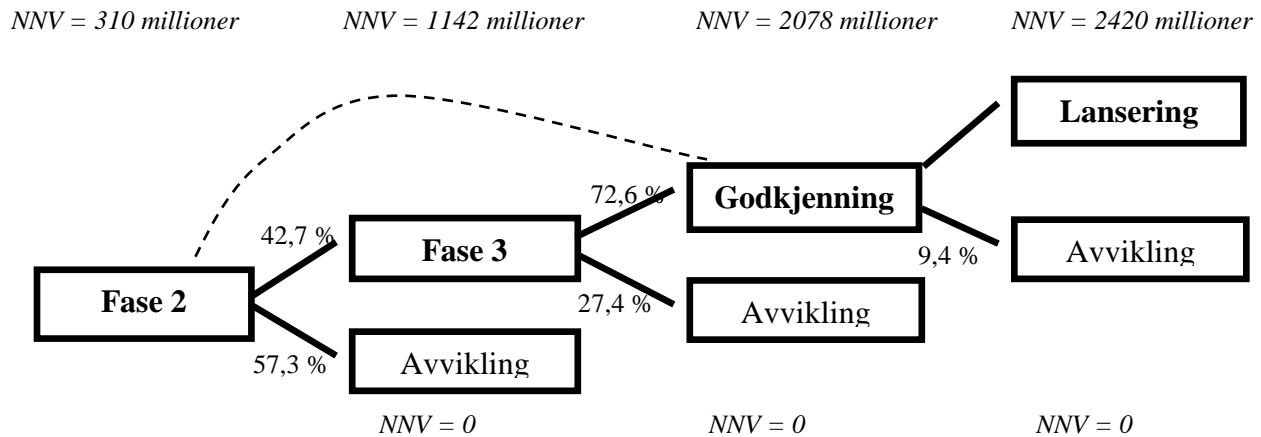 NNV = 310 millioner
NNV = 1142 millioner
NNV = 2078 millioner
NNV = 2420 millioner
Lansering
72,6 %
Godkjenning
42,7 %
Fase 3
9,4 %
Avvikling
Fase 2
27,4 %
Avvikling
57,3 %
Avvikling
NNV = 0
NNV = 0
NNV = 0